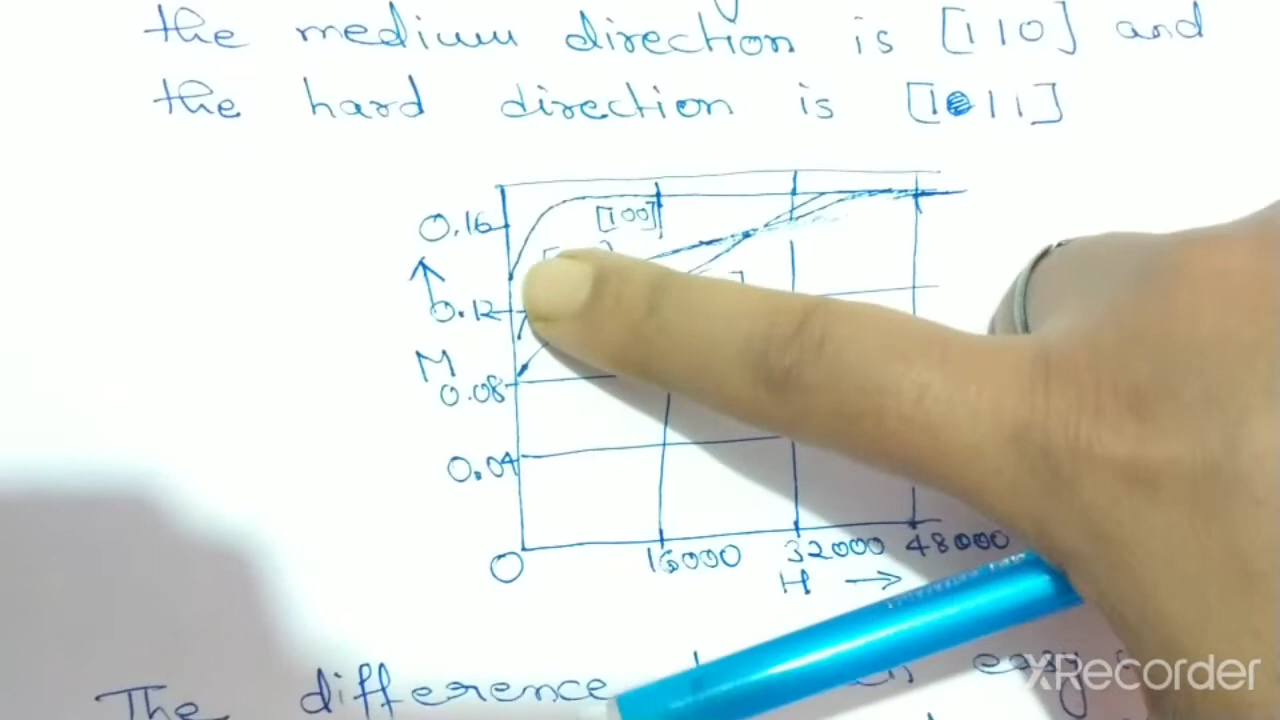 the medium direction is [110] and
the hard direction is [111]
0.16
[100]
0.12
M
0.08
0.04
0
16000
32000
48000
H →
The difference
easy
XRecorder